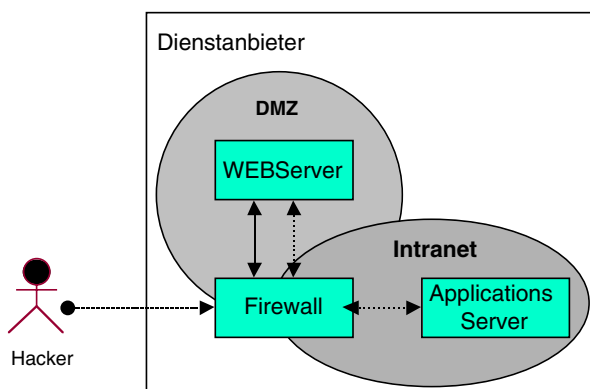 Dienstanbieter
DMZ
WEBServer
Intranet
Firewall
Applications
Server
Hacker